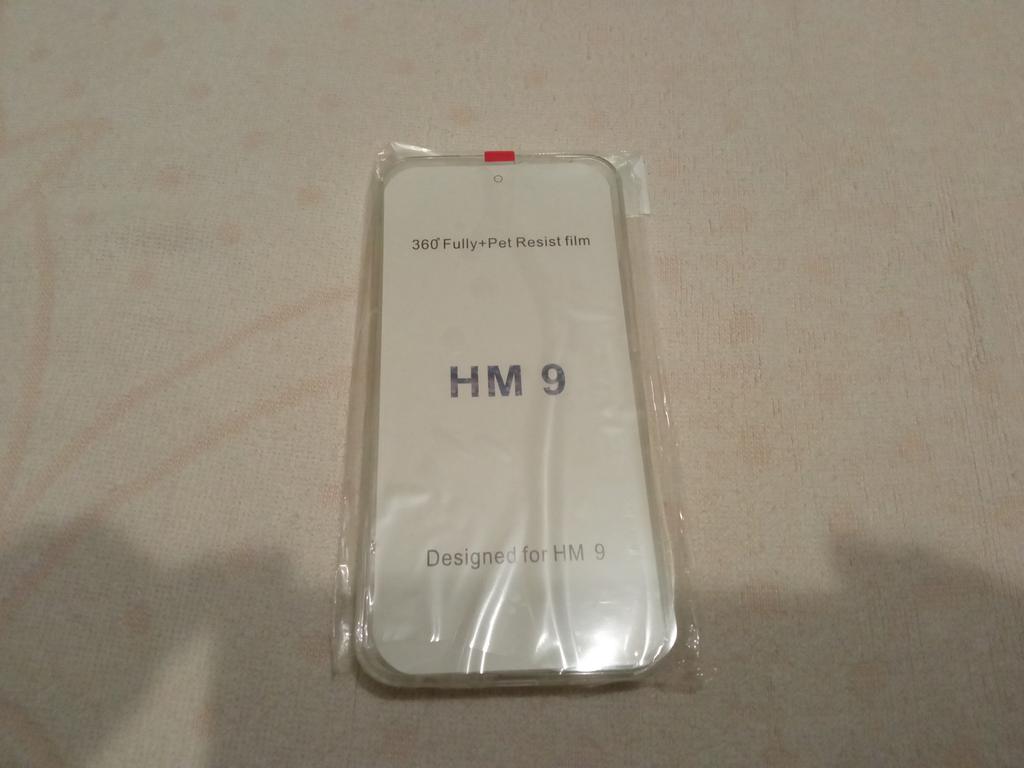 360° Fully+Pet Resist film
HM 9
Designed for HM 9